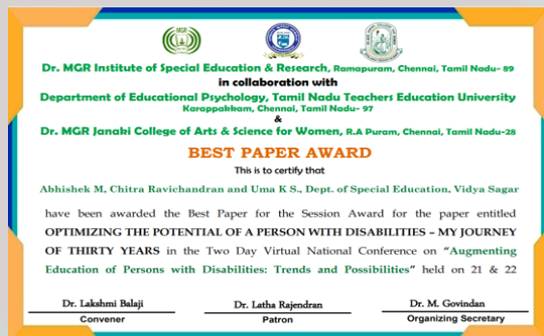 Dr. MGR Institute of Special Education & Research, Ramapuram, Chennai, Tamil Nadu- 89
in collaboration with
Department of Educational Psychology, Tamil Nadu Teachers Education University
Karappakkam, Chennai, Tamil Nadu- 97
&
Dr. MGR Janaki College of Arts & Science for Women, R.A Puram, Chennai, Tamil Nadu-28
BEST PAPER AWARD
This is to certify that
Abhishek M, Chitra Ravichandran and Uma K S., Dept. of Special Education, Vidya Sagar
have been awarded the Best Paper for the Session Award for the paper entitled
OPTIMIZING THE POTENTIAL OF A PERSON WITH DISABILITIES – MY JOURNEY
OF THIRTY YEARS in the Two Day Virtual National Conference on “Augmenting
Education of Persons with Disabilities: Trends and Possibilities” held on 21 & 22
Dr. Lakshmi Balaji
Convener
Dr. Latha Rajendran
Patron
Dr. M. Govindan
Organizing Secretary